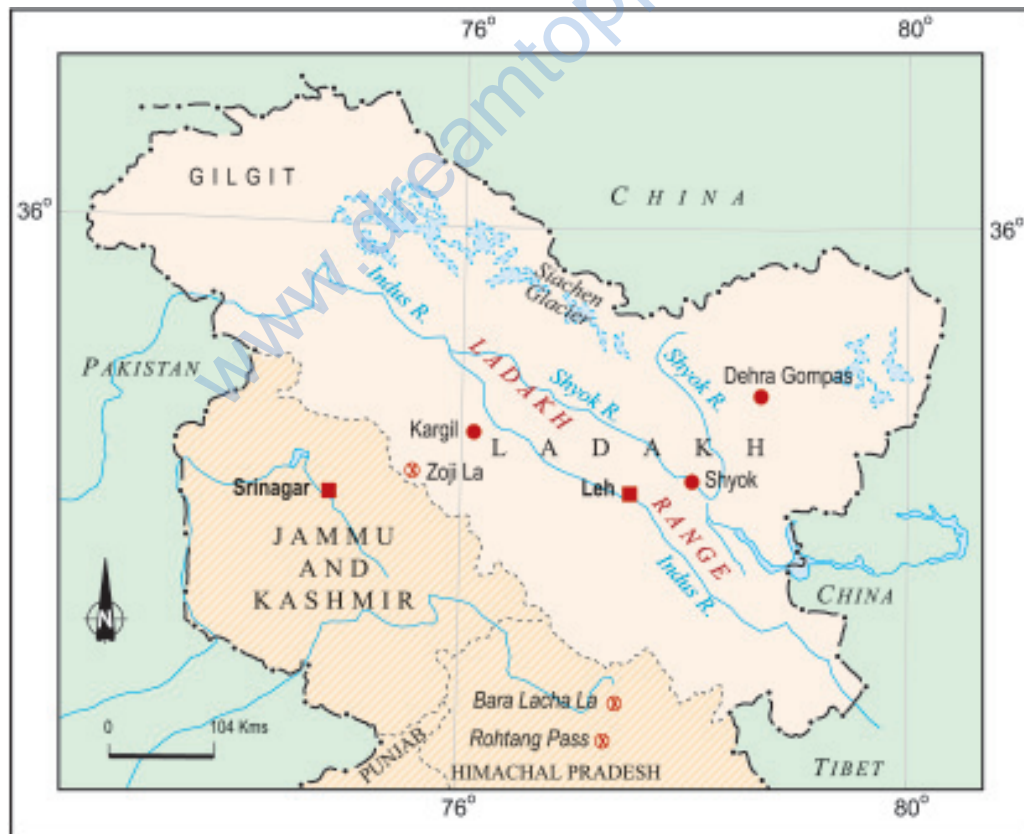 76° 80°
www.dreamtop
GILGIT
CHINA
36° 36°
Indus R.
Siachen
Glacier
PAKISTAN
LADAKH
Shyok R.
Shyok R.
Dehra Gompas
Kargil
LADAKH
Zoji La
Srinagar
Leh
Shyok
RANGE
JAMMU
AND
KASHMIR
Indus R.
CHINA
N
Bara Lacha La
0 104 Kms
Rohtang Pass
PUNJAB
HIMACHAL PRADESH
TIBET
76° 80°